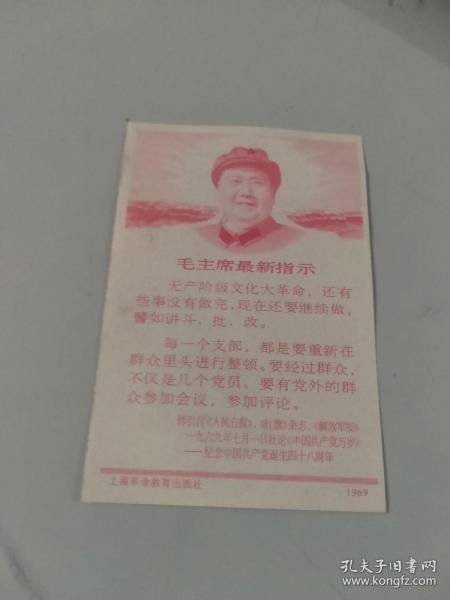 毛主席最新指示
无产阶级文化大革命，还有
些事没有做完，现在还要继续做，
譬如讲斗、批、改。
每一个支部，都是要重新在
群众里头进行整顿。要经过群众，
不仅是几个党员，要有党外的群
众参加会议，参加评论。
转引自《人民日报》、《红旗》杂志、《解放军报》
一九六九年七月一日社论《中国共产党万岁》
——纪念中国共产党诞生四十八周年
上海革命教育出版社
1969
孔夫子旧书网
www.kongfz.com